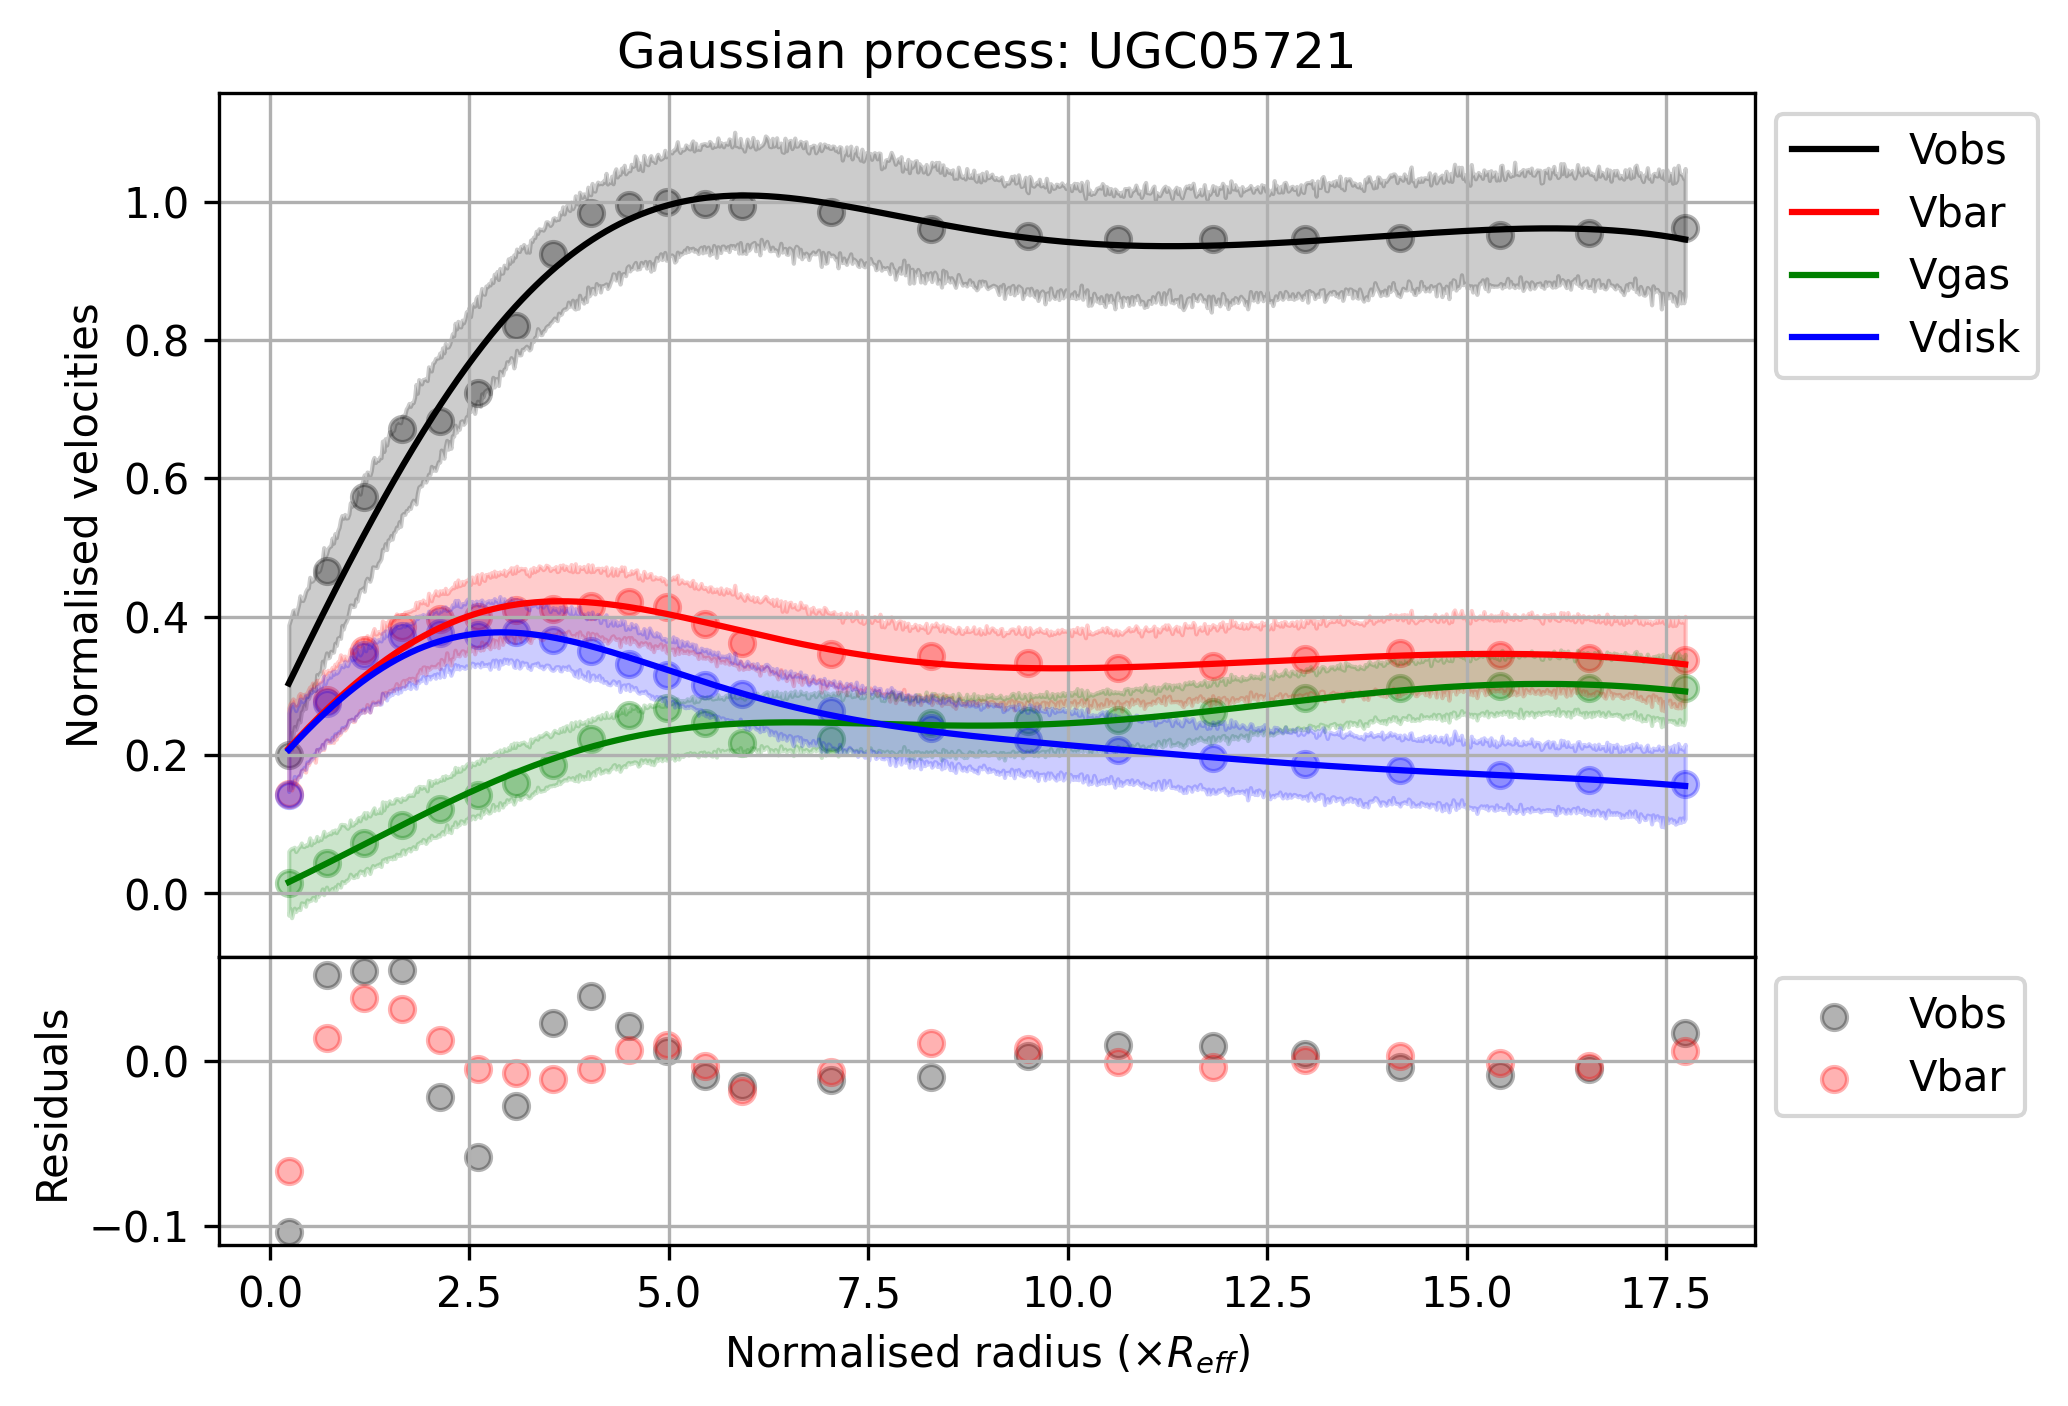 Gaussian process: UGC05721
Normalised velocities
1.0
0.8
0.6
0.4
0.2
0.0
Vobs
Vbar
Vgas
Vdisk
Residuals
0.0
−0.1
Vobs
Vbar
0.0 2.5 5.0 7.5 10.0 12.5 15.0 17.5
Normalised radius (×R_eff)